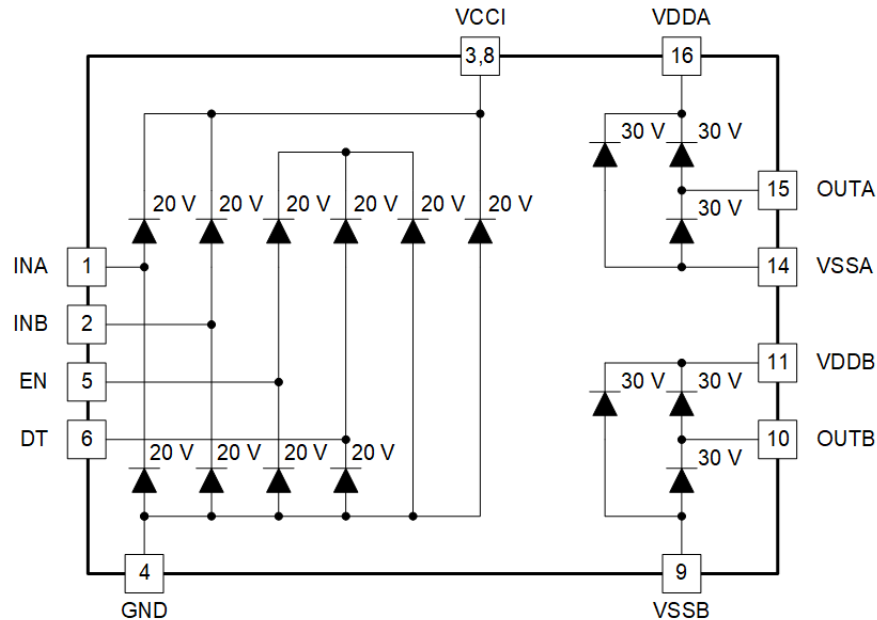 VCCI
VDDA
3,8
16
30 V
30 V
15
OUTA
20 V
20 V
20 V
20 V
20 V
20 V
30 V
INA
1
14
VSSA
INB
2
11
VDDB
EN
5
30 V
30 V
DT
6
10
OUTB
20 V
20 V
20 V
20 V
30 V
4
9
GND
VSSB